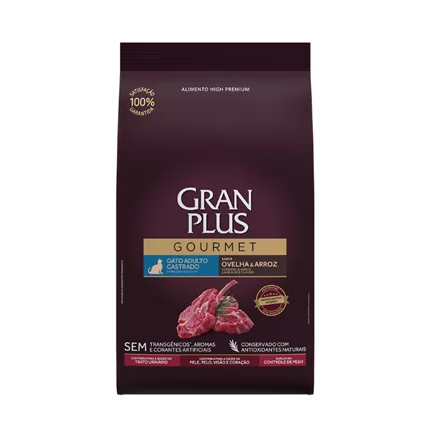 ALIMENTO HIGH PREMIUM
SATISFAÇÃO
100%
GARANTIDA
GRAN
PLUS
GOURMET
GATO ADULTO
CASTRADO
SABOR
OVELHA & ARROZ
SEM
TRANSGÊNICOS*, AROMAS
E CORANTES ARTIFICIAIS
CONSERVADO COM
ANTIOXIDANTES NATURAIS
TRATO URINÁRIO
PELE, PELO, VISÃO E CORAÇÃO
CONTROLE DE PESO